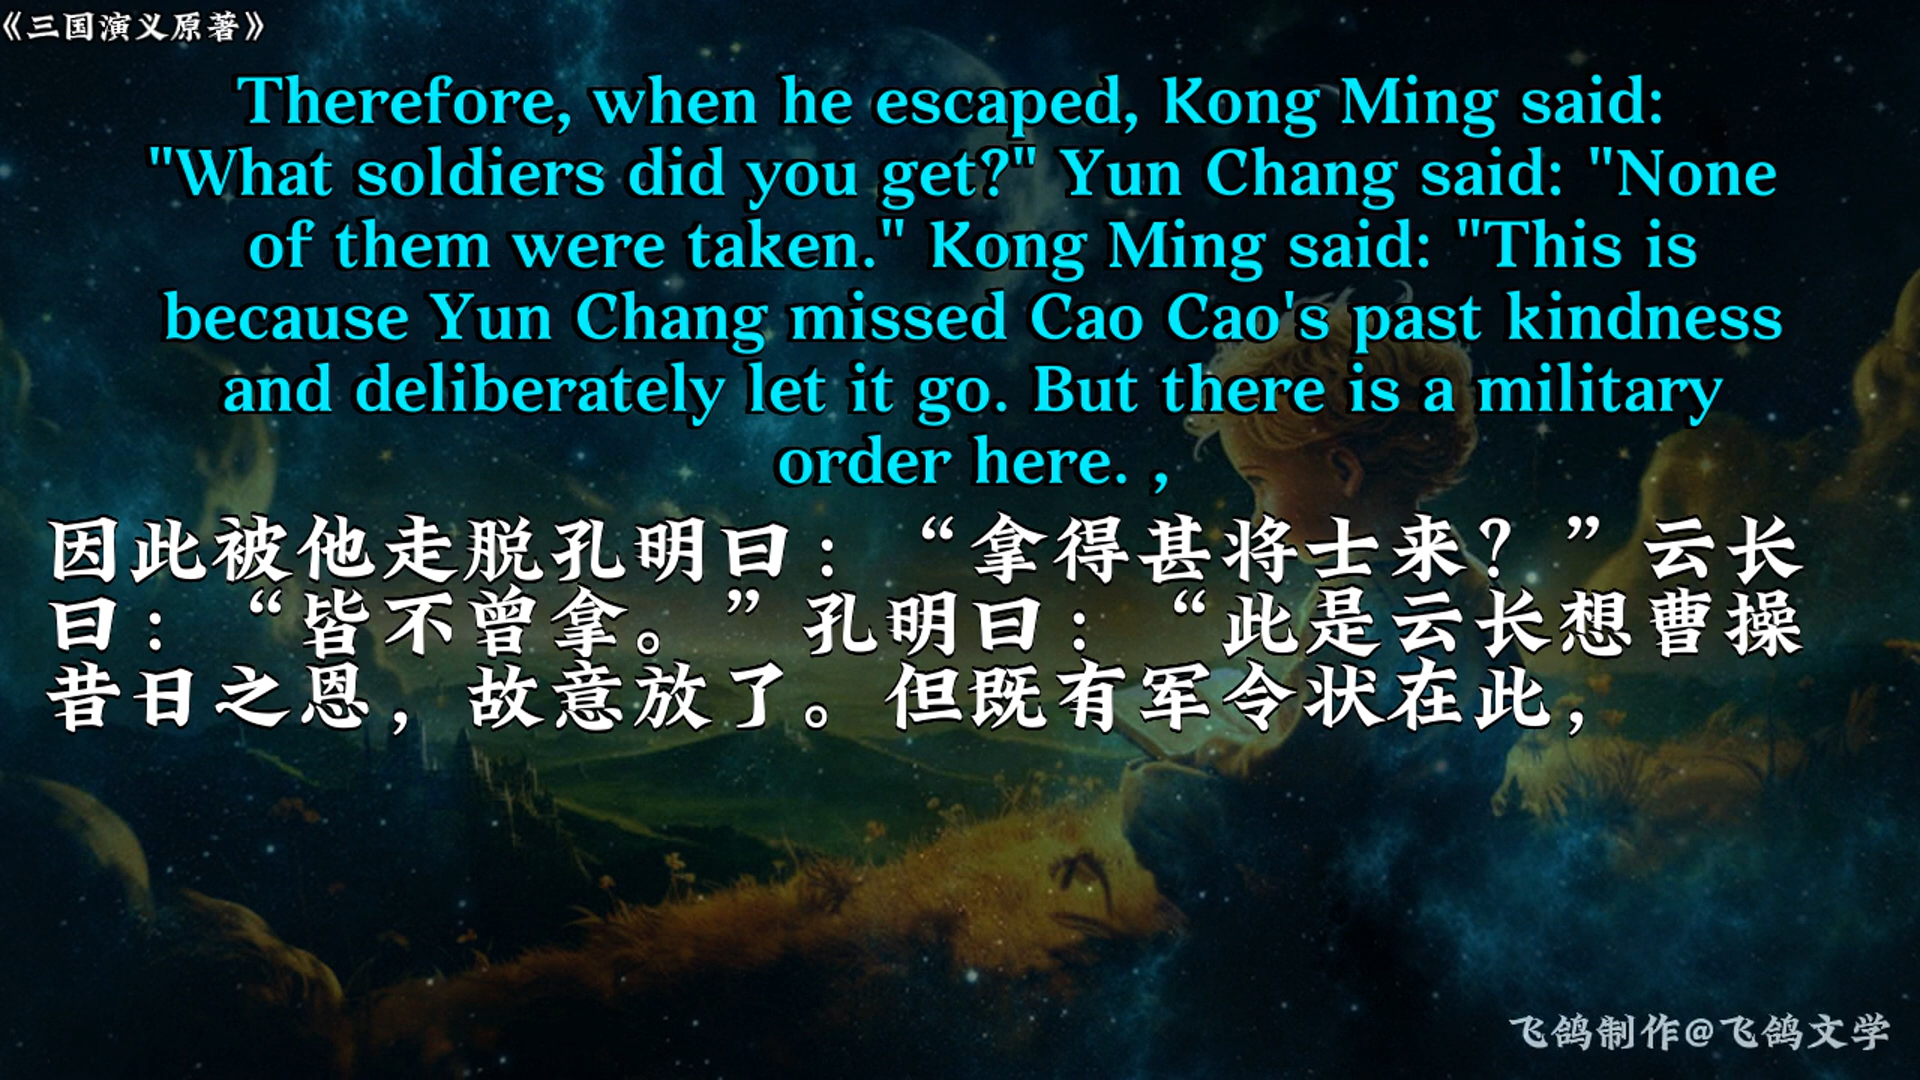 《三国演义原著》
Therefore, when he escaped, Kong Ming said:
"What soldiers did you get?" Yun Chang said: "None
of them were taken." Kong Ming said: "This is
because Yun Chang missed Cao Cao's past kindness
and deliberately let it go. But there is a military
order here. ,
因此被他走脱孔明曰：“拿得甚将士来？”云长
曰：“皆不曾拿。”孔明曰：“此是云长想曹操
昔日之恩，故意放了。但既有军令状在此，
飞鸽制作@飞鸽文学